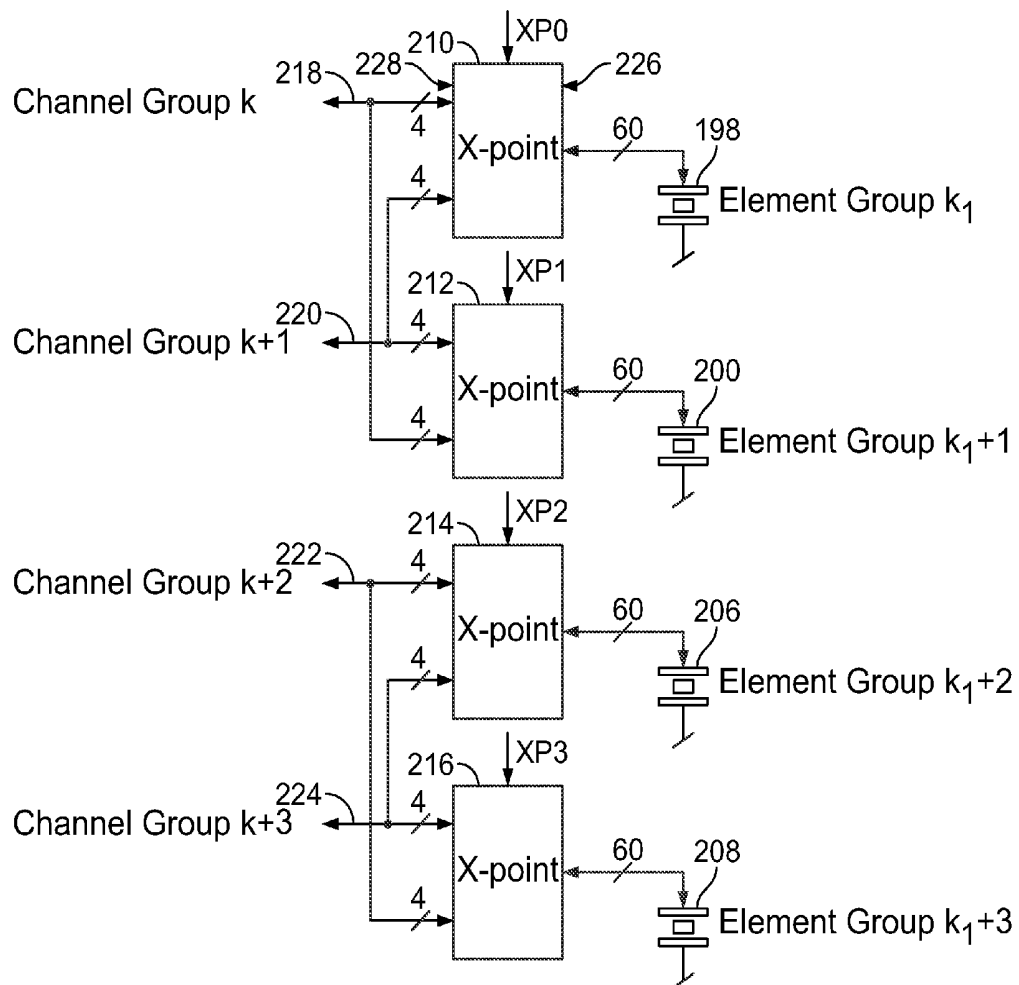 XP0
210
228
226
218
Channel Group k
4
X-point
60
198
4
Element Group k₁
XP1
212
220
Channel Group k+1
4
X-point
60
200
4
Element Group k₁+1
XP2
214
222
Channel Group k+2
4
X-point
60
206
4
Element Group k₁+2
XP3
216
224
Channel Group k+3
4
X-point
60
208
4
Element Group k₁+3